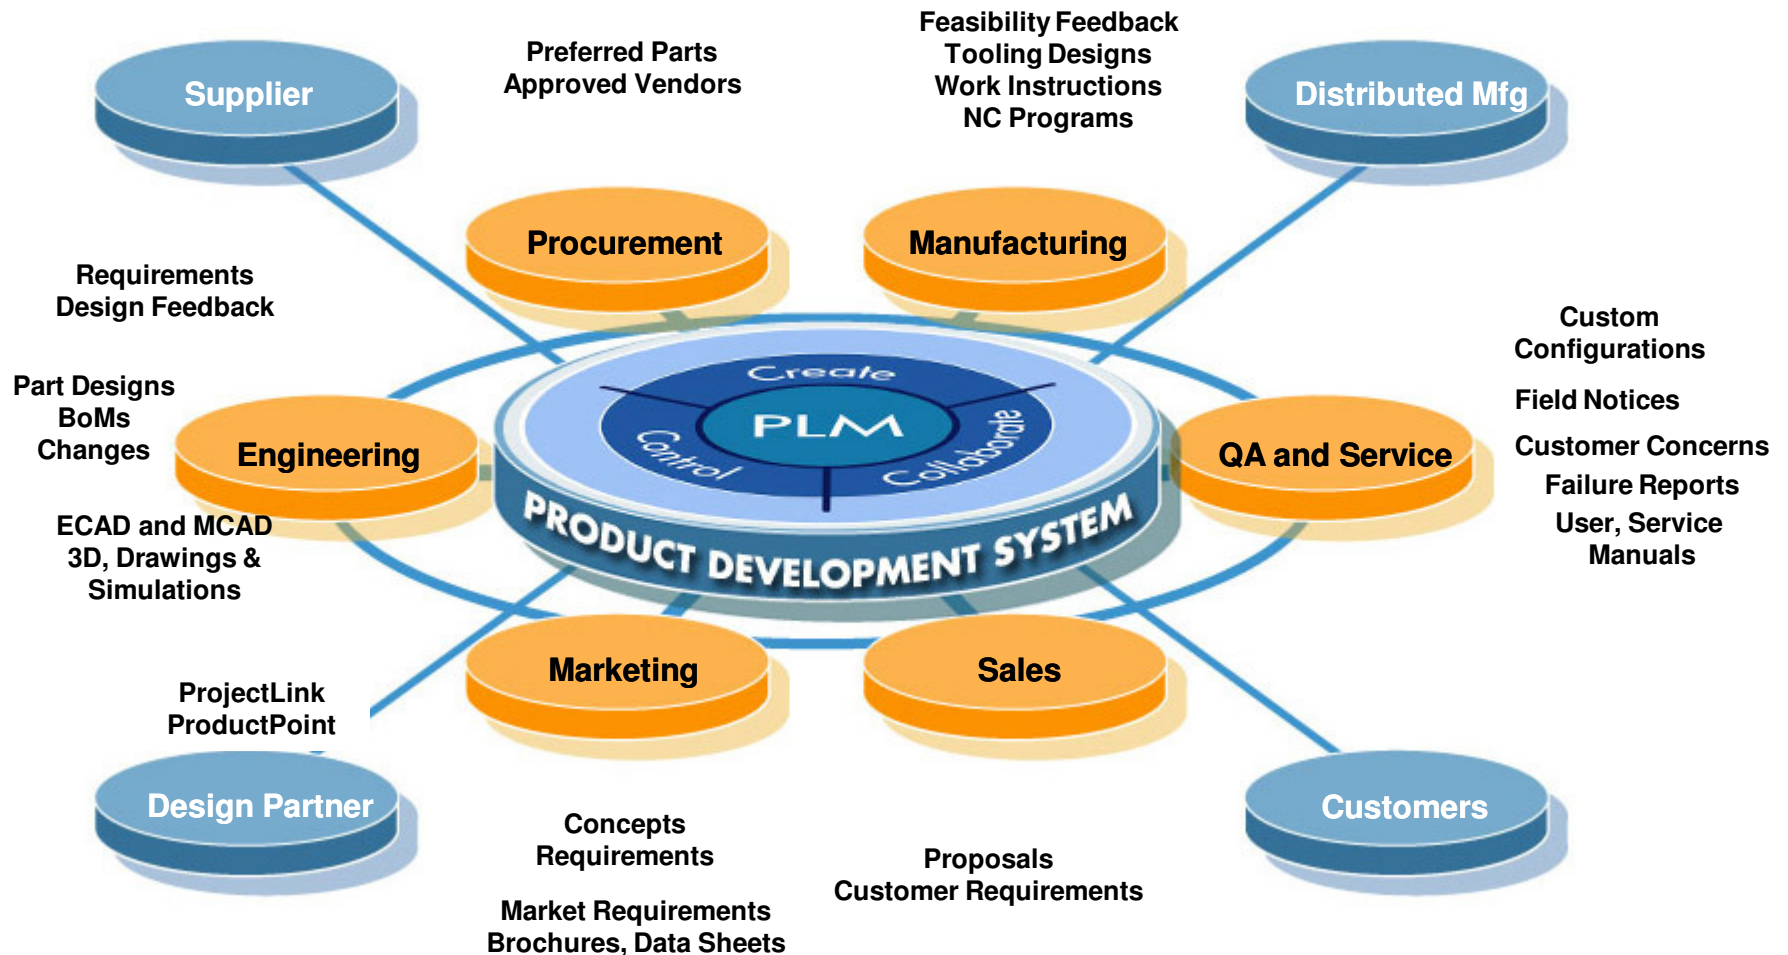 Feasibility Feedback
Tooling Designs
Work Instructions
NC Programs
Preferred Parts
Approved Vendors
Supplier
Distributed Mfg
Procurement
Manufacturing
Requirements
Design Feedback
Custom
Configurations
Field Notices
Customer Concerns
Failure Reports
User, Service
Manuals
Part Designs
BoMs
Changes
Engineering
Create
PLM
Control
Collaborate
QA and Service
PRODUCT DEVELOPMENT SYSTEM
ECAD and MCAD
3D, Drawings &
Simulations
Marketing
Sales
ProjectLink
ProductPoint
Design Partner
Customers
Concepts
Requirements
Market Requirements
Brochures, Data Sheets
Proposals
Customer Requirements